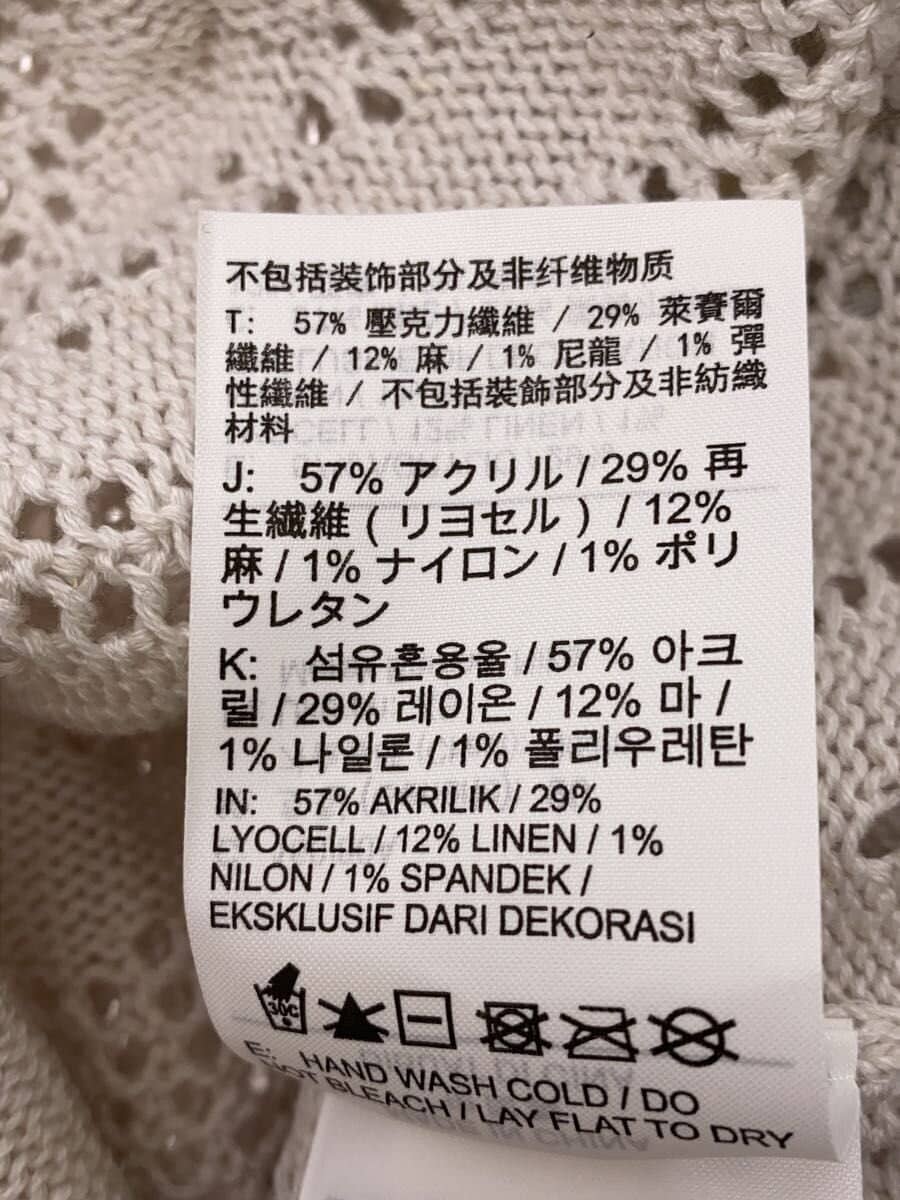 不包括装饰部分及非纤维物质
T: 57% 壓克力纖維 / 29% 萊賽爾
纖維 / 12% 麻 / 1% 尼龍 / 1% 彈
性纖維 / 不包括裝飾部分及非紡織
材料
J: 57% アクリル / 29% 再
生繊維 ( リヨセル ) / 12%
麻 / 1% ナイロン / 1% ポリ
ウレタン
K: 섬유혼용율 / 57% 아크
릴 / 29% 레이온 / 12% 마 /
1% 나일론 / 1% 폴리우레탄
IN: 57% AKRILIK / 29%
LYOCELL / 12% LINEN / 1%
NILON / 1% SPANDEK /
EKSKLUSIF DARI DEKORASI
30C
E: HAND WASH COLD / DO
NOT BLEACH / LAY FLAT TO DRY